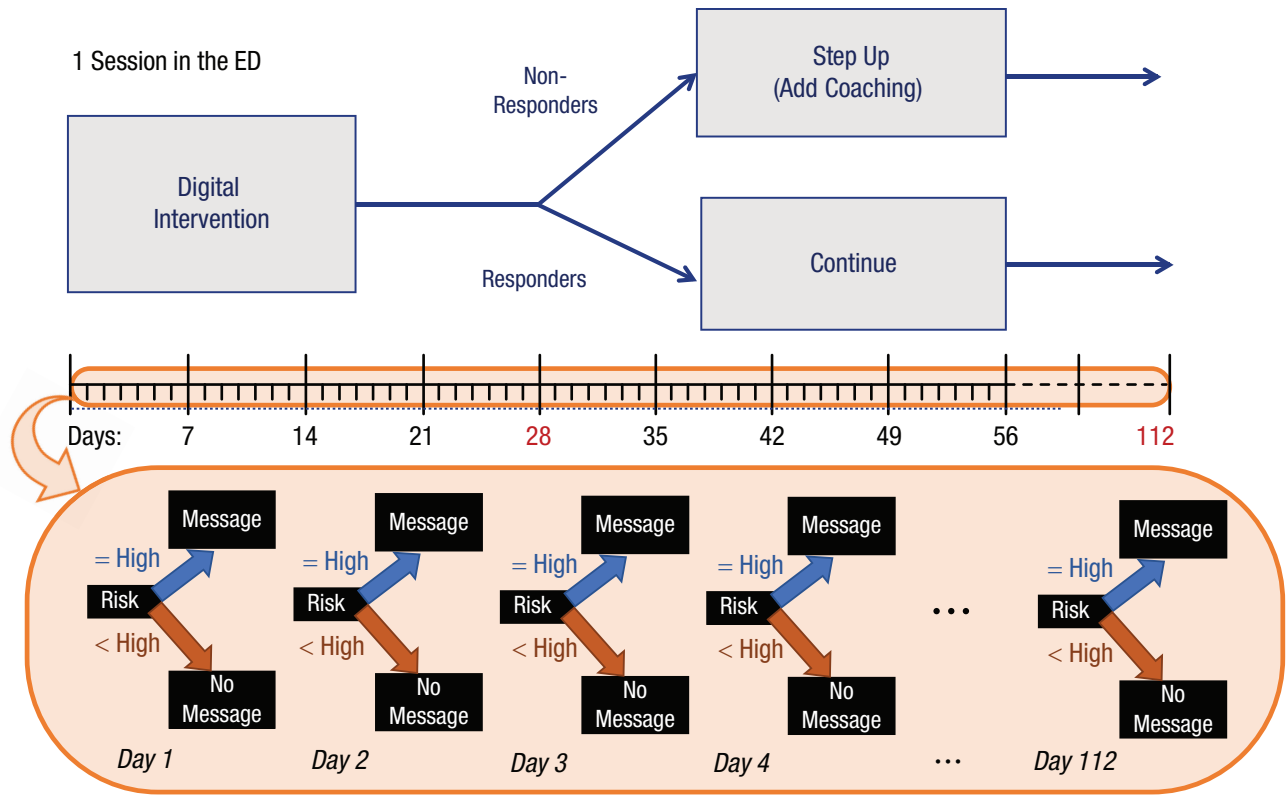 1 Session in the ED
Digital
Intervention
Non-
Responders
Responders
Step Up
(Add Coaching)
Continue
Days: 7 14 21 28 35 42 49 56 112
Message Message Message Message Message
= High = High = High = High = High
Risk Risk Risk Risk ... Risk
< High < High < High < High < High
No No No No No
Message Message Message Message Message
Day 1 Day 2 Day 3 Day 4 ... Day 112